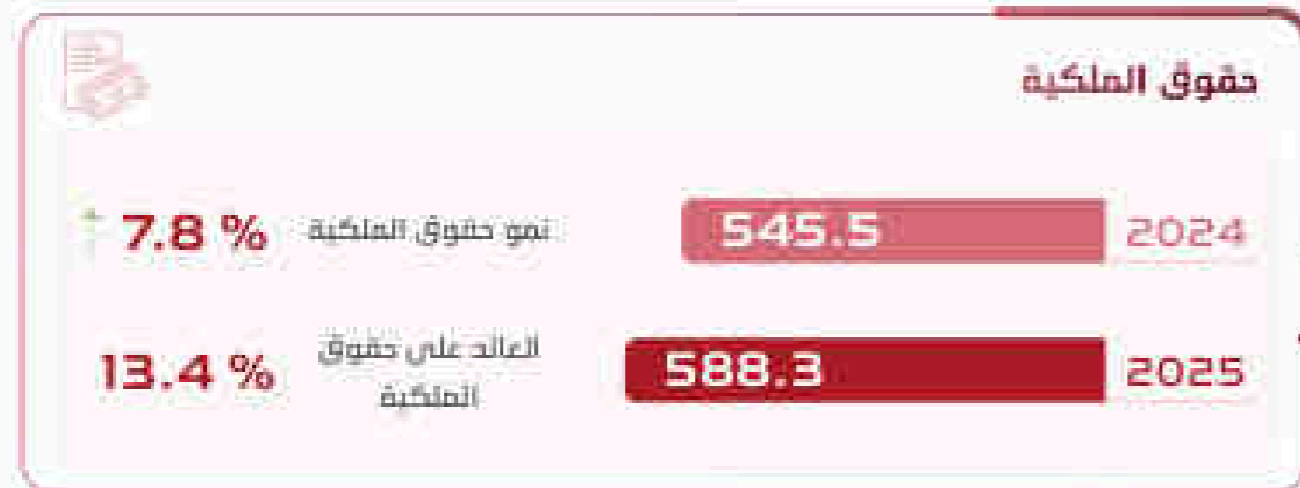 حقوق الملكية
2024
545.5
نمو حقوق الملكية
7.8 %
2025
588.3
العائد على حقوق
الملكية
13.4 %